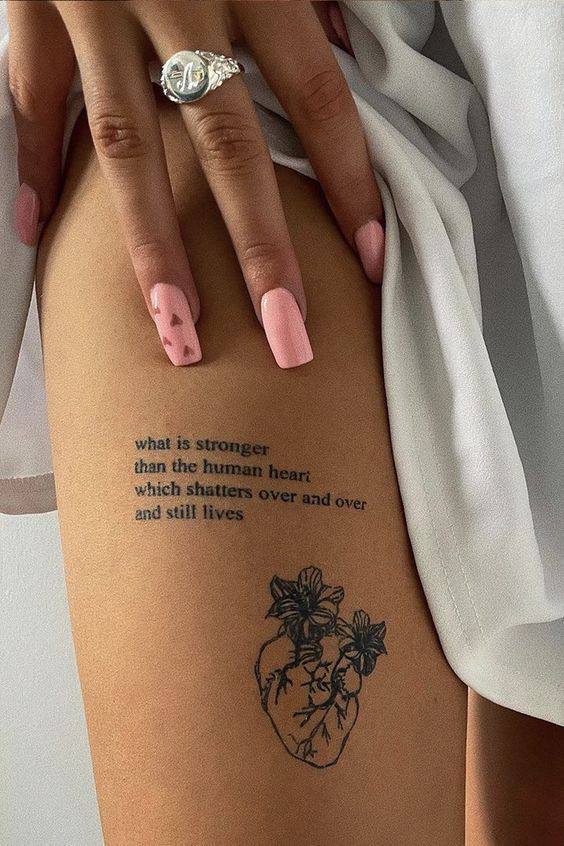 what is stronger
than the human heart
which shatters over and over
and still lives